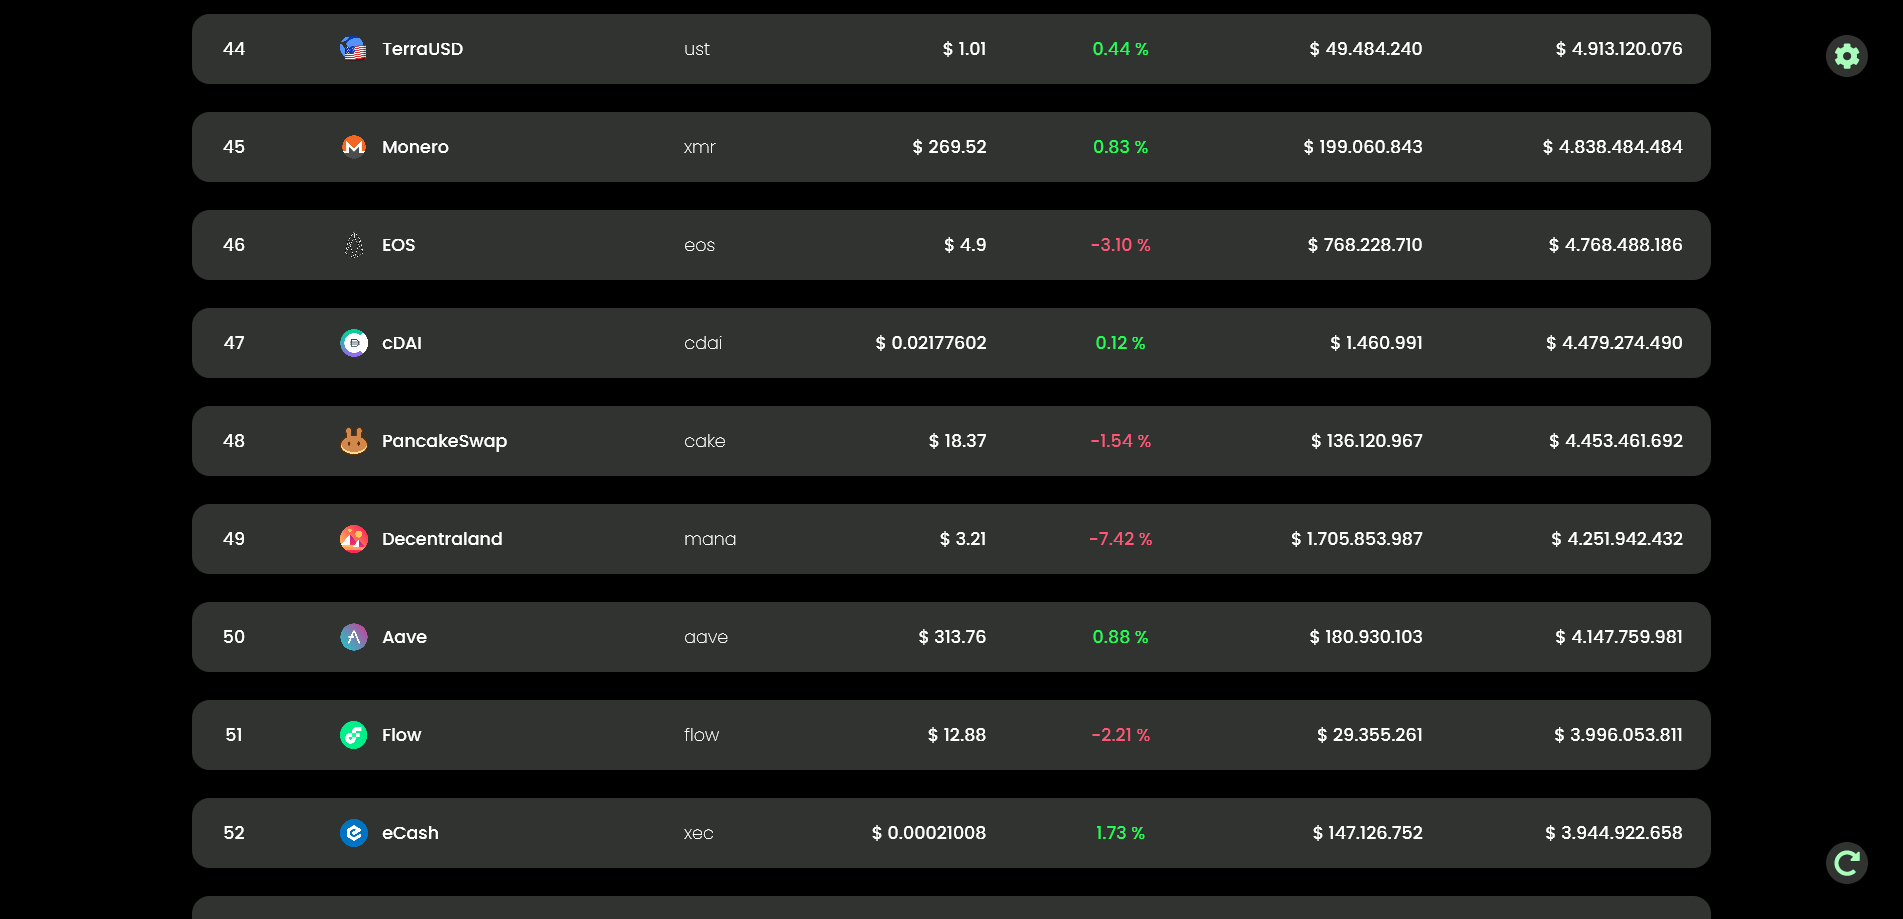 44 TerraUSD ust $ 1.01 0.44 % $ 49.484.240 $ 4.913.120.076
45 Monero xmr $ 269.52 0.83 % $ 199.060.843 $ 4.838.484.484
46 EOS eos $ 4.9 -3.10 % $ 768.228.710 $ 4.768.488.186
47 cDAI cdai $ 0.02177602 0.12 % $ 1.460.991 $ 4.479.274.490
48 PancakeSwap cake $ 18.37 -1.54 % $ 136.120.967 $ 4.453.461.692
49 Decentraland mana $ 3.21 -7.42 % $ 1.705.853.987 $ 4.251.942.432
50 Aave aave $ 313.76 0.88 % $ 180.930.103 $ 4.147.759.981
51 Flow flow $ 12.88 -2.21 % $ 29.355.261 $ 3.996.053.811
52 eCash xec $ 0.00021008 1.73 % $ 147.126.752 $ 3.944.922.658